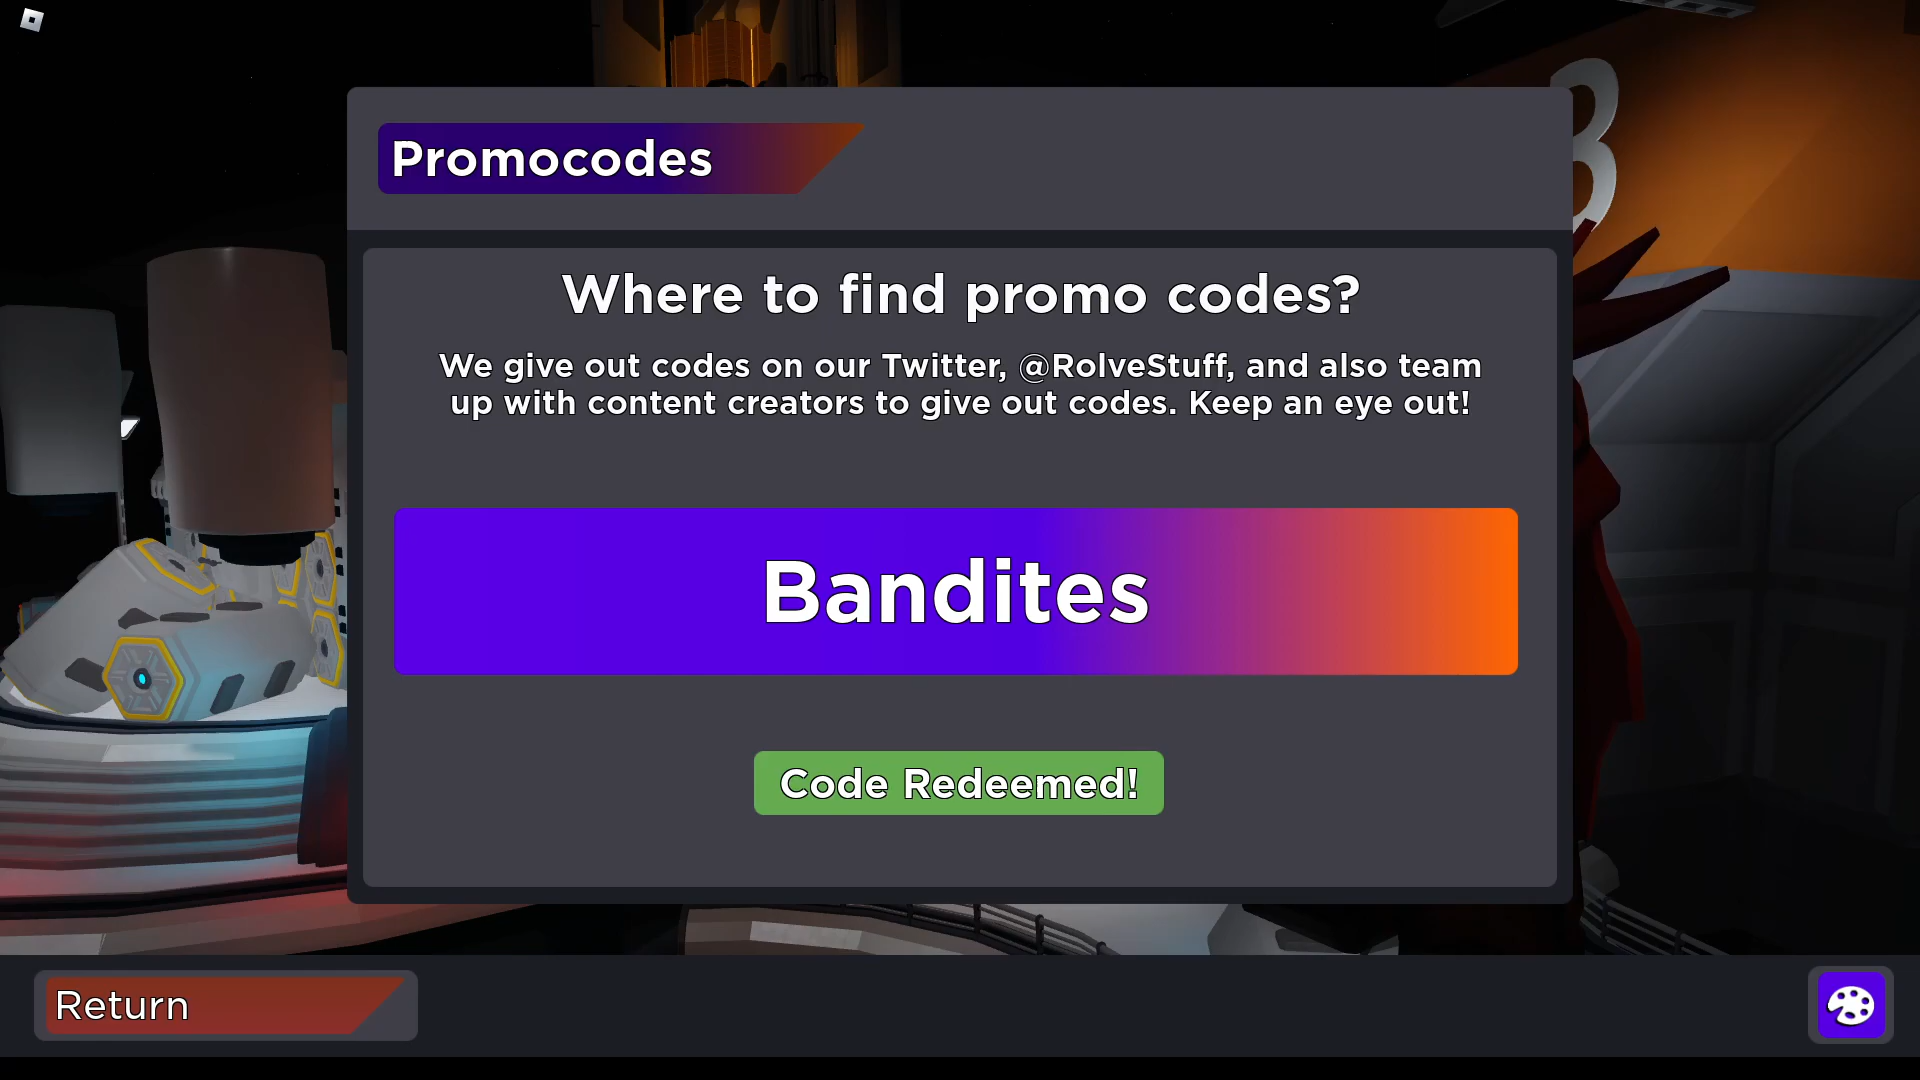 3
Promocodes
Where to find promo codes?
We give out codes on our Twitter, @RolveStuff, and also team
up with content creators to give out codes. Keep an eye out!
Bandites
Code Redeemed!
Return